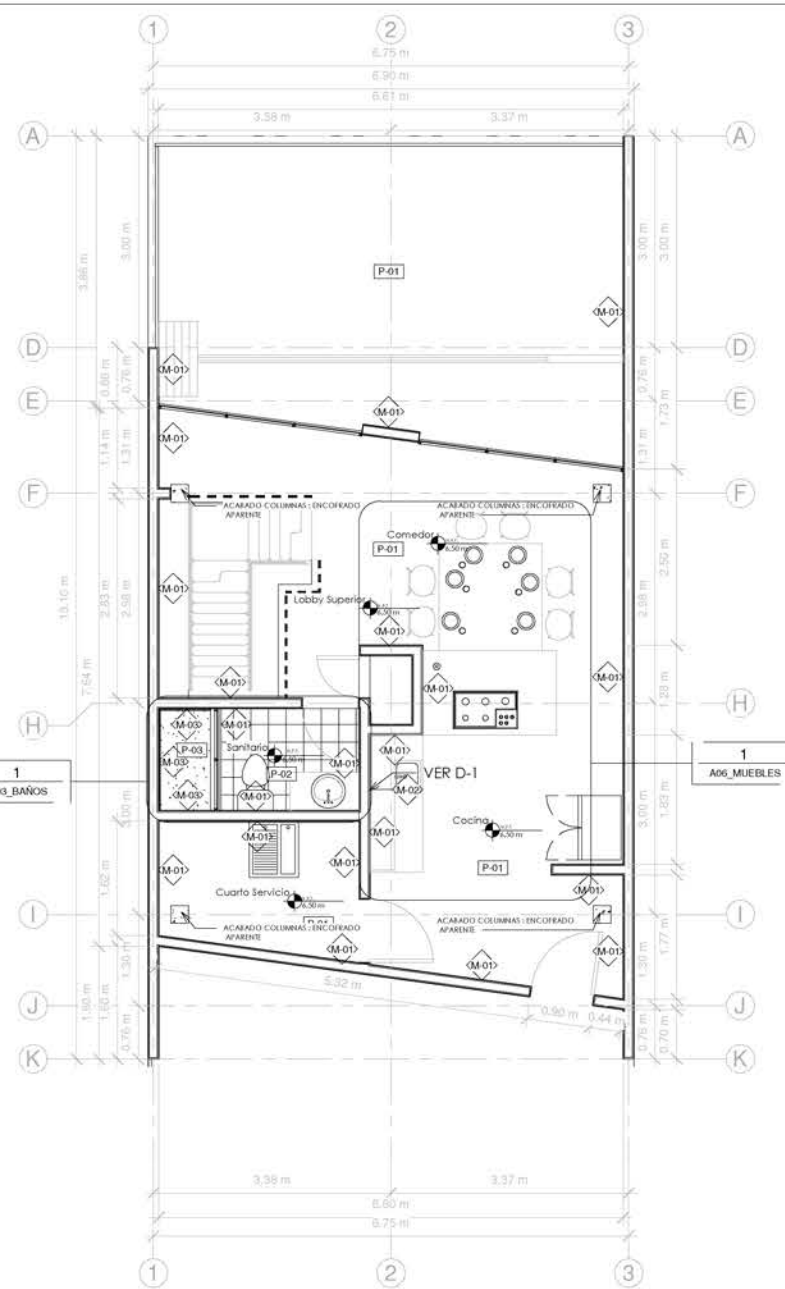 1 2 3
6.75 m
6.90 m
6.61 m
3.38 m 3.37 m
A A
3.00 m 3.00 m 3.00 m
3.86 m
P-01
M-01
D D
M-01
0.76 m 0.76 m
1.73 m
E E
M-01
M-01
1.14 m 1.31 m 1.31 m
F F
ACABADO COLUMNAS : ENCOFRADO
APARENTE
ACABADO COLUMNAS : ENCOFRADO
APARENTE
Comedor
6,50 m
P-01
M-01
Lobby Superior
6,50 m
M-01
2.83 m 2.98 m 2.98 m
7.64 m
M-01
M-01
M-01
1.28 m
H H
M-03 M-01
P-03
Sanitario
6,50 m
M-01
M-01
M-03
P-02
VER D-1
M-02
M-03 M-01
1
1
A06_MUEBLES
3.00 m 3.00 m 1.83 m
M-01
M-01
Cocina
6,50 m
M-01
M-01
P-01
1.62 m
Cuarto Servicio
6,50 m
M-01
I I
ACABADO COLUMNAS : ENCOFRADO
APARENTE
ACABADO COLUMNAS : ENCOFRADO
APARENTE
M-01
M-01
M-01
1.30 m 1.30 m 1.77 m
5.32 m
0.90 m 0.44 m
J J
1.60 m 1.60 m 0.76 m 0.76 m 0.70 m
K K
3.38 m 3.37 m
6.60 m
6.75 m
1 2 3